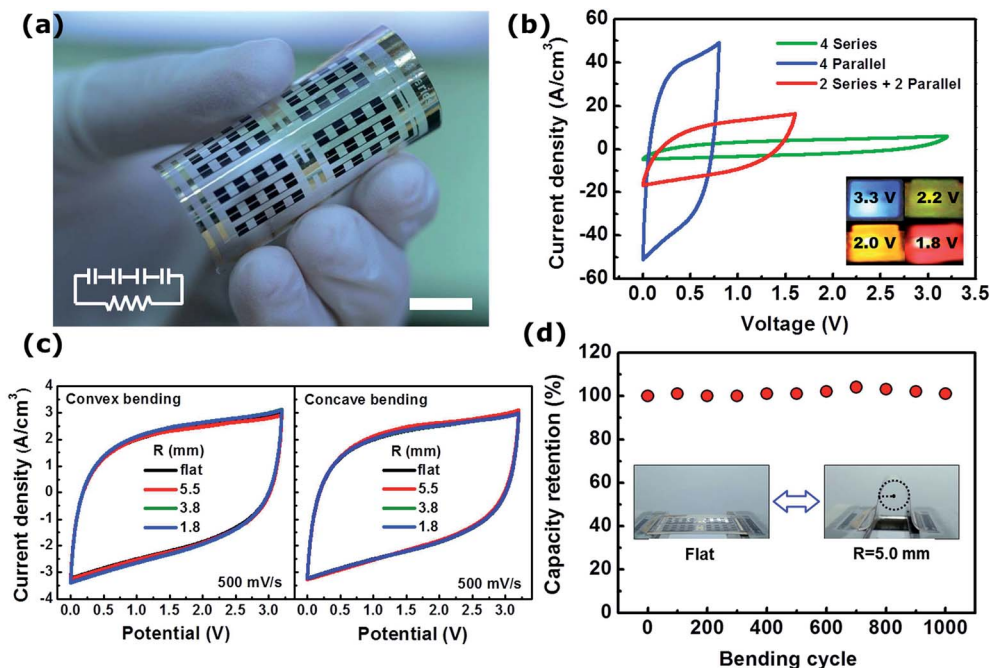 (a)
(b)
Current density (A/cm³)
60
40
20
0
-20
-40
-60
4 Series
4 Parallel
2 Series + 2 Parallel
3.3 V
2.2 V
2.0 V
1.8 V
0.0 0.5 1.0 1.5 2.0 2.5 3.0 3.5
Voltage (V)
(c)
Current density (A/cm³)
4
3
2
1
0
-1
-2
-3
-4
Convex bending
R (mm)
flat
5.5
3.8
1.8
500 mV/s
0.0 0.5 1.0 1.5 2.0 2.5 3.0
Potential (V)
Concave bending
R (mm)
flat
5.5
3.8
1.8
500 mV/s
0.0 0.5 1.0 1.5 2.0 2.5 3.0
Potential (V)
(d)
Capacity retention (%)
120
100
80
60
40
20
0
Flat
R=5.0 mm
0 200 400 600 800 1000
Bending cycle